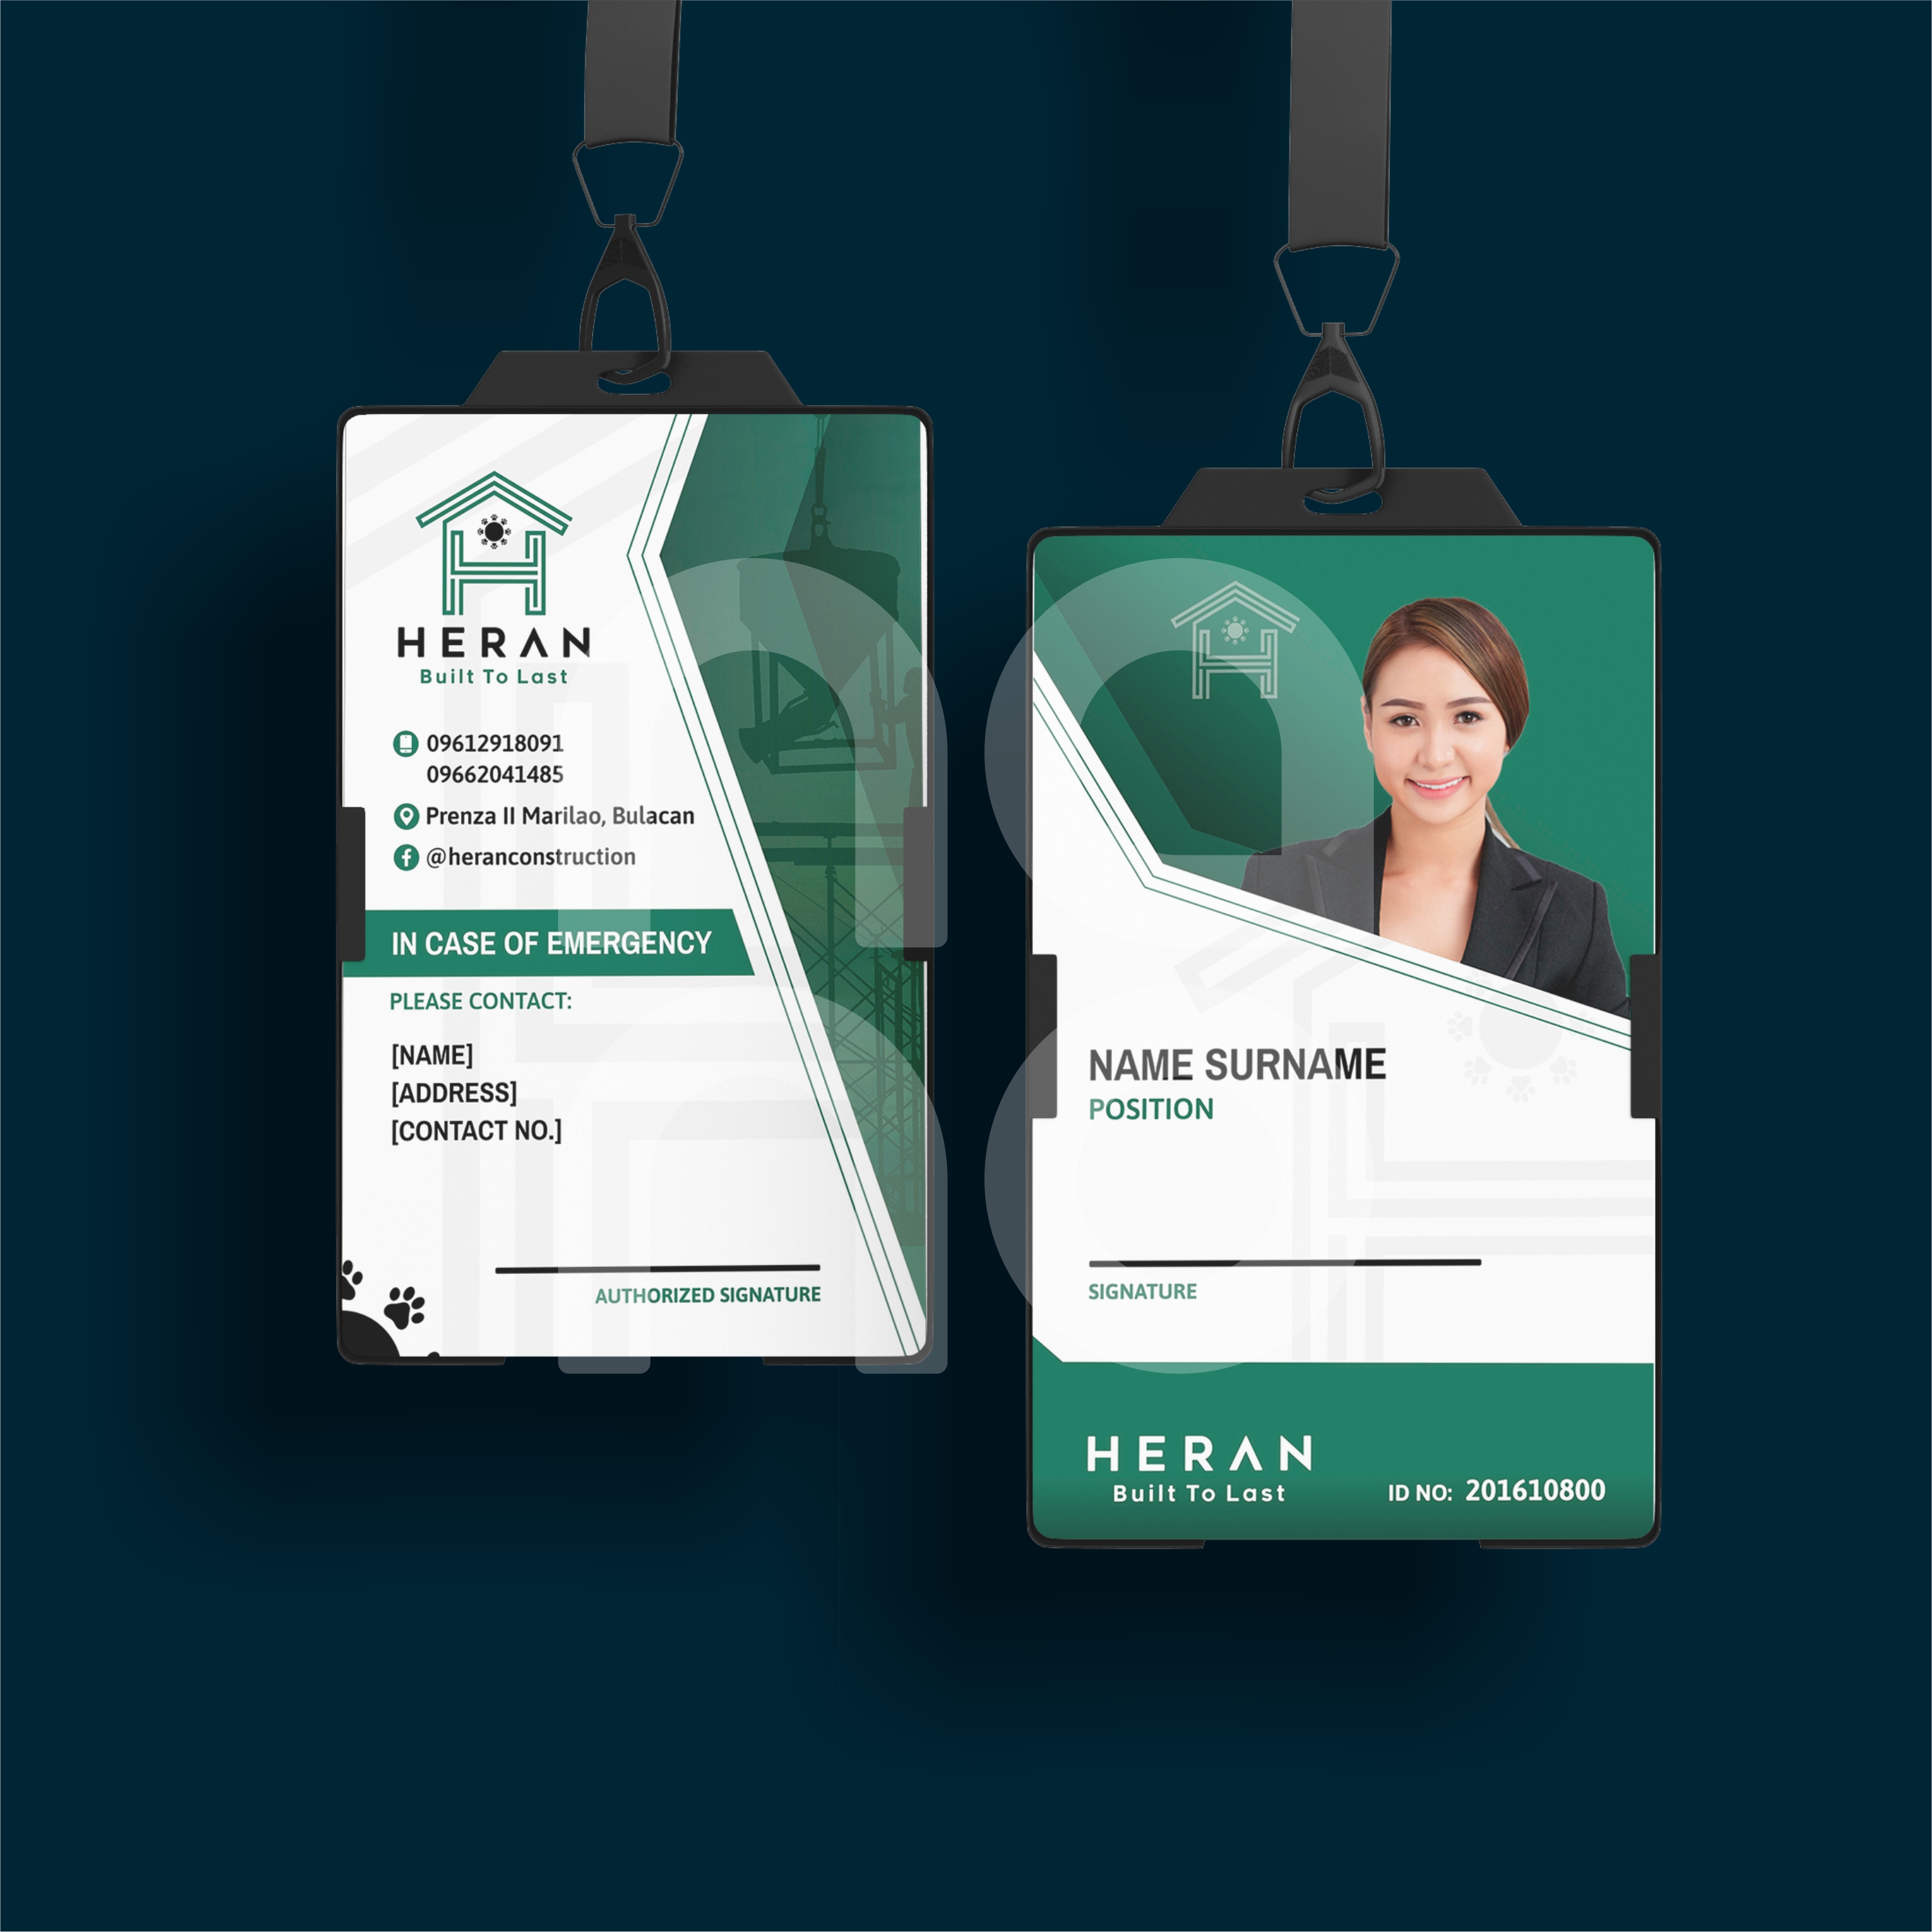 HERAN
Built To Last
09612918091
09662041485
Prenza II Marilao, Bulacan
@heranconstruction
IN CASE OF EMERGENCY
PLEASE CONTACT:
[NAME]
[ADDRESS]
[CONTACT NO.]
AUTHORIZED SIGNATURE
NAME SURNAME
POSITION
SIGNATURE
HERAN
Built To Last
ID NO: 201610800